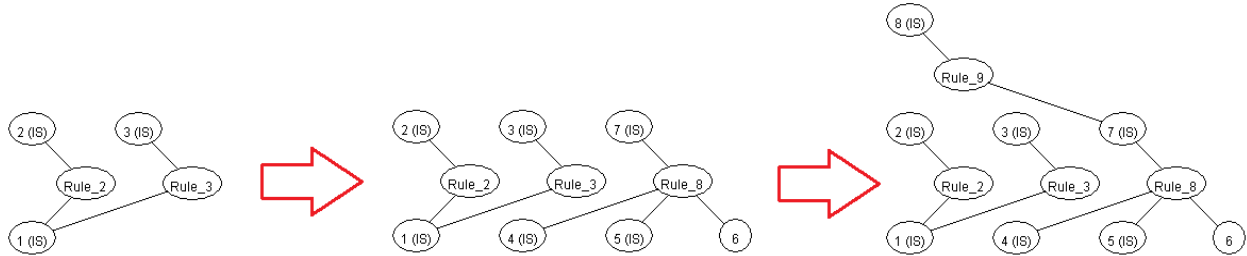 2 (IS)
3 (IS)
Rule_2
Rule_3
1 (IS)
2 (IS)
3 (IS)
7 (IS)
Rule_2
Rule_3
Rule_8
1 (IS)
4 (IS)
5 (IS)
6
8 (IS)
Rule_9
2 (IS)
3 (IS)
7 (IS)
Rule_2
Rule_3
Rule_8
1 (IS)
4 (IS)
5 (IS)
6